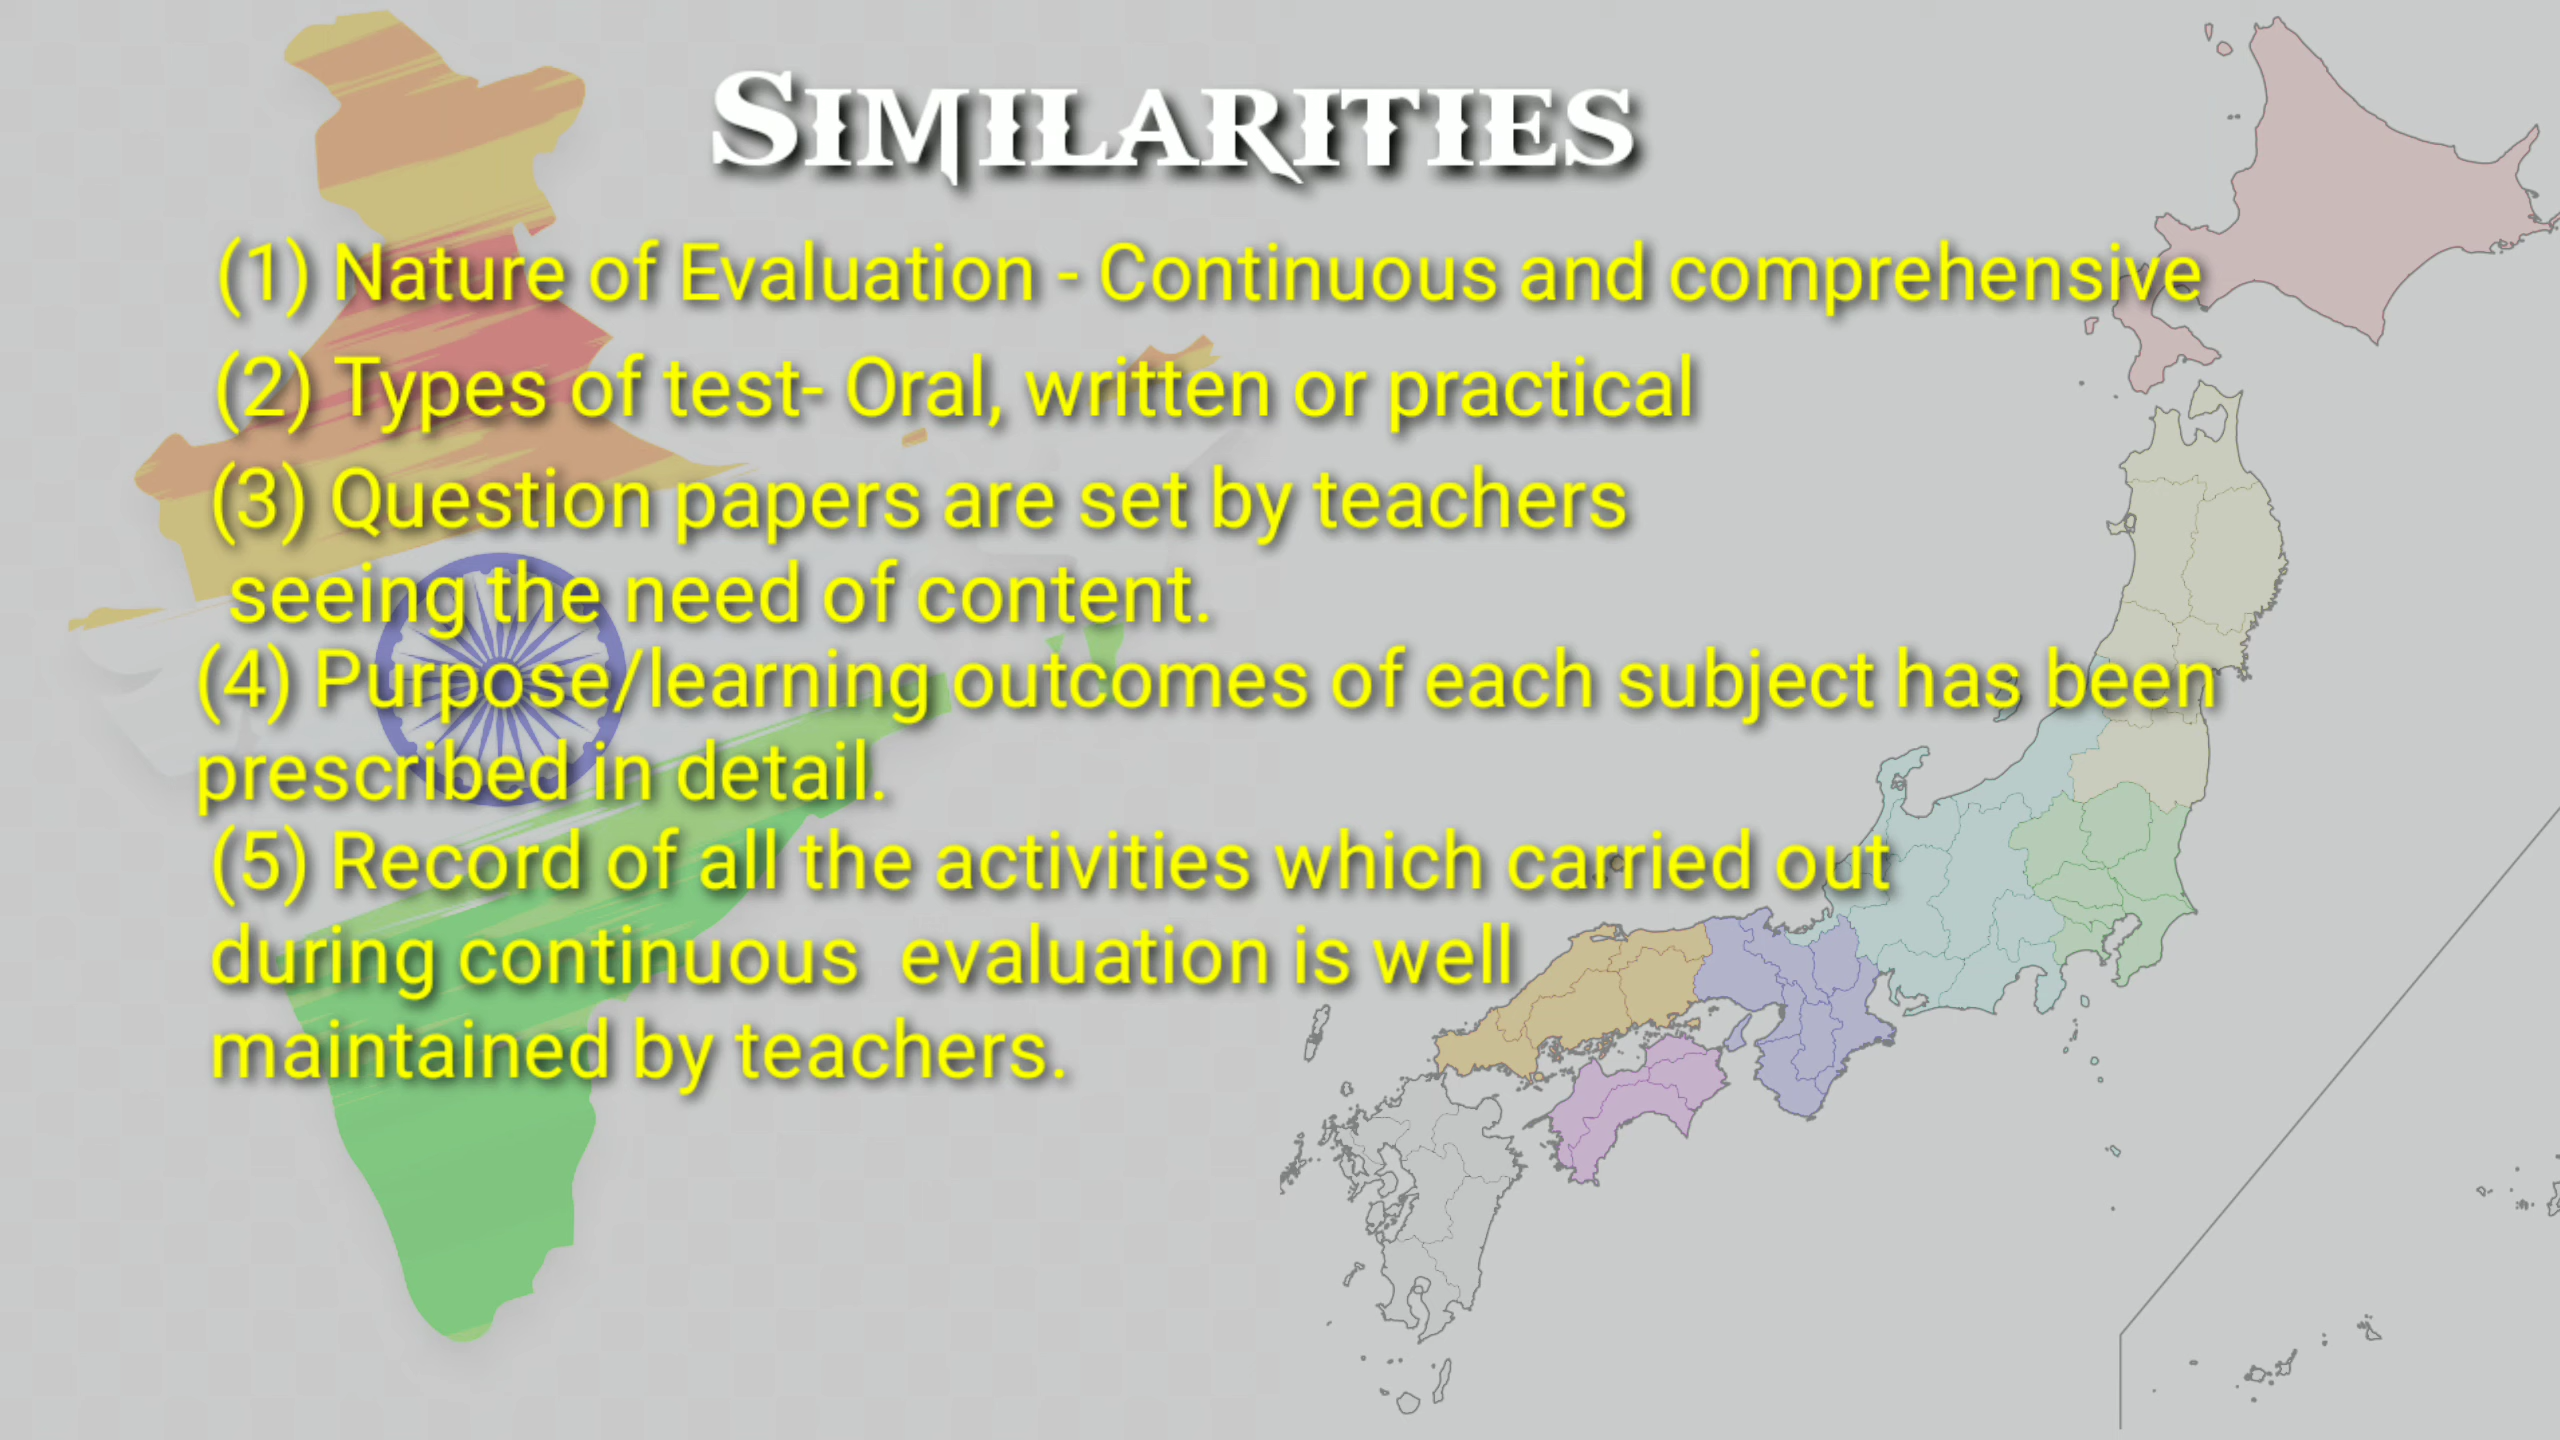 SIMILARITIES
(1) Nature of Evaluation - Continuous and comprehensive
(2) Types of test- Oral, written or practical
(3) Question papers are set by teachers
seeing the need of content.
(4) Purpose/learning outcomes of each subject has been
prescribed in detail.
(5) Record of all the activities which carried out
during continuous  evaluation is well
maintained by teachers.